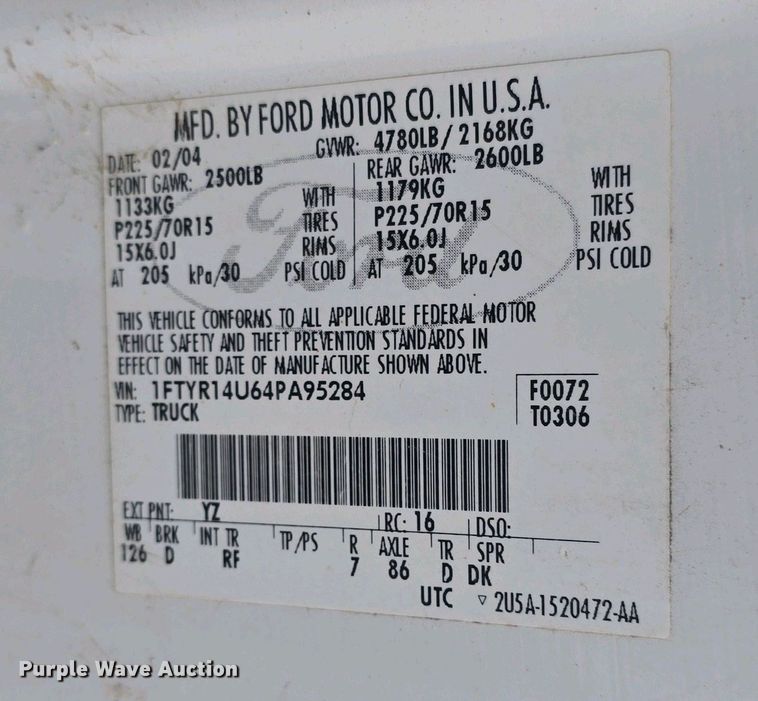 MFD. BY FORD MOTOR CO. IN U.S.A.
DATE: 02/04 GVWR: 4780LB/ 2168KG
FRONT GAWR: 2500LB REAR GAWR: 2600LB
1133KG WITH 1179KG WITH
P225/70R15 TIRES P225/70R15 TIRES
15X6.0J RIMS 15X6.0J RIMS
AT 205 kPa/30 PSI COLD AT 205 kPa/30 PSI COLD
Ford
THIS VEHICLE CONFORMS TO ALL APPLICABLE FEDERAL MOTOR
VEHICLE SAFETY AND THEFT PREVENTION STANDARDS IN
EFFECT ON THE DATE OF MANUFACTURE SHOWN ABOVE.
VIN: 1FTYR14U64PA95284 F0072
TYPE: TRUCK T0306
EXT PNT: YZ RC: 16 DSO:
WB BRK INT TR TP/PS R AXLE TR SPR
126 D RF 7 86 D DK
UTC ▽ 2U5A-1520472-AA
Purple Wave Auction